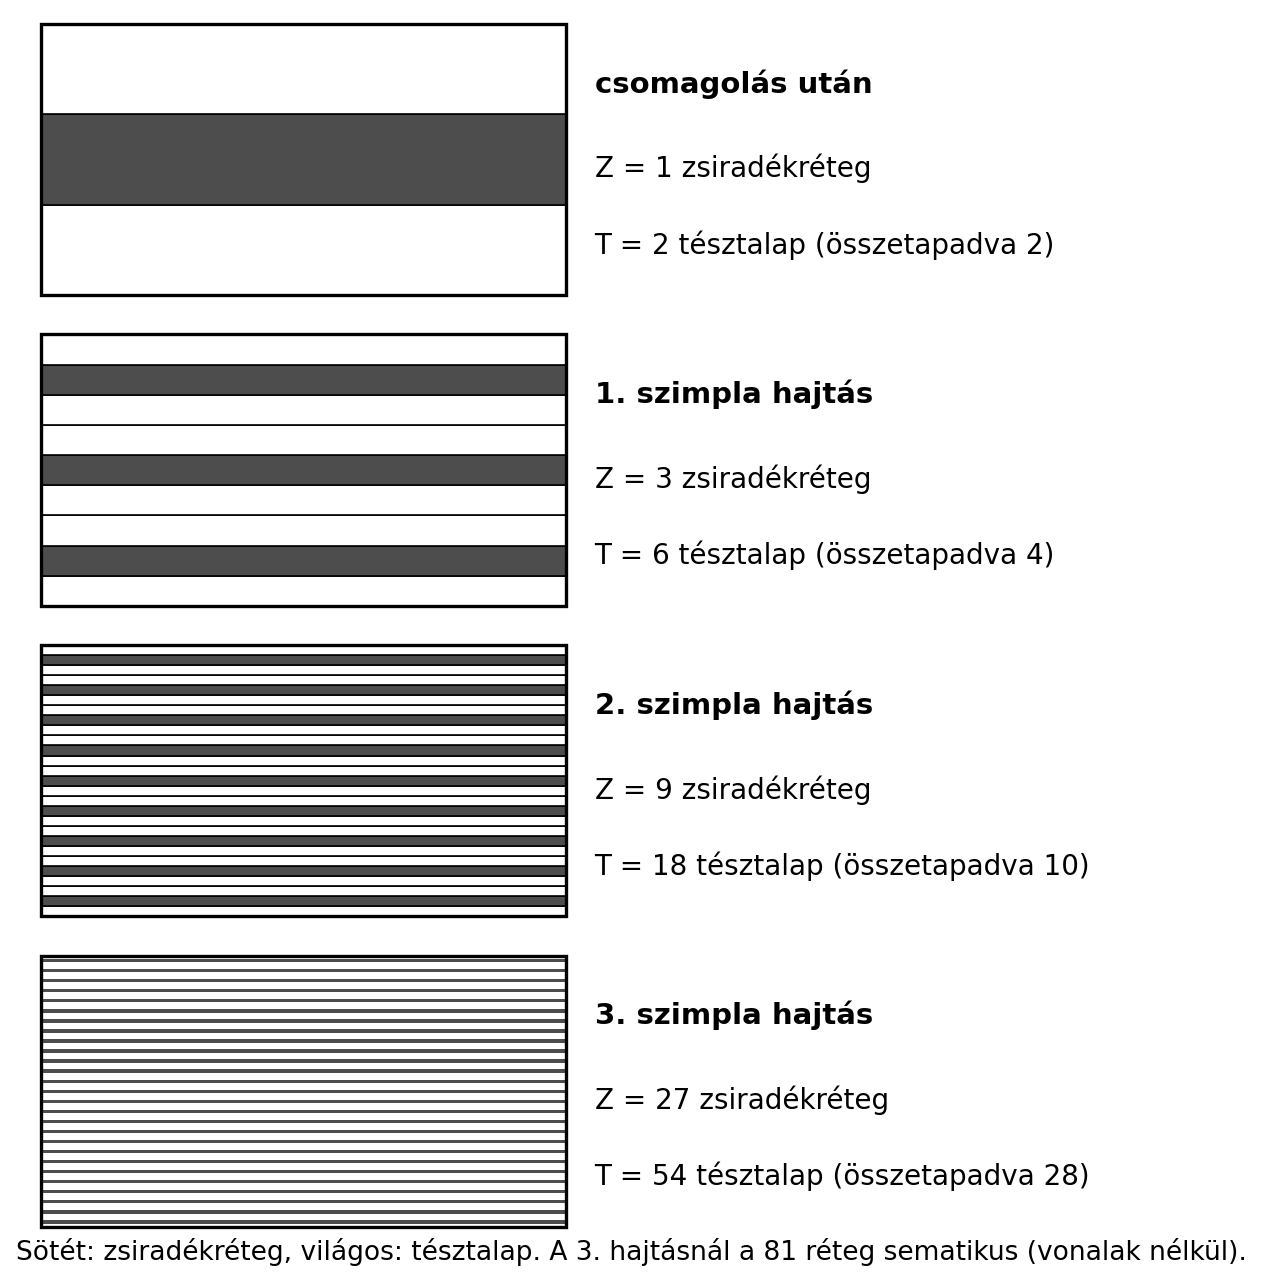 csomagolás után
Z = 1 zsiradékréteg
T = 2 tésztalap (összetapadva 2)
1. szimpla hajtás
Z = 3 zsiradékréteg
T = 6 tésztalap (összetapadva 4)
2. szimpla hajtás
Z = 9 zsiradékréteg
T = 18 tésztalap (összetapadva 10)
3. szimpla hajtás
Z = 27 zsiradékréteg
T = 54 tésztalap (összetapadva 28)
Sötét: zsiradékréteg, világos: tésztalap. A 3. hajtásnál a 81 réteg sematikus (vonalak nélkül).